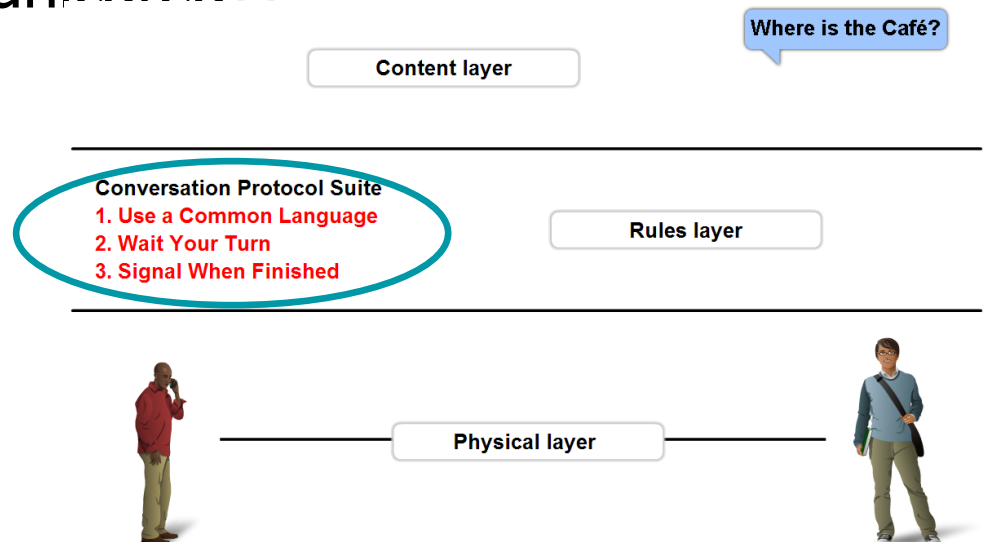 Where is the Café?
Content layer
Conversation Protocol Suite
1. Use a Common Language
2. Wait Your Turn
3. Signal When Finished
Rules layer
Physical layer